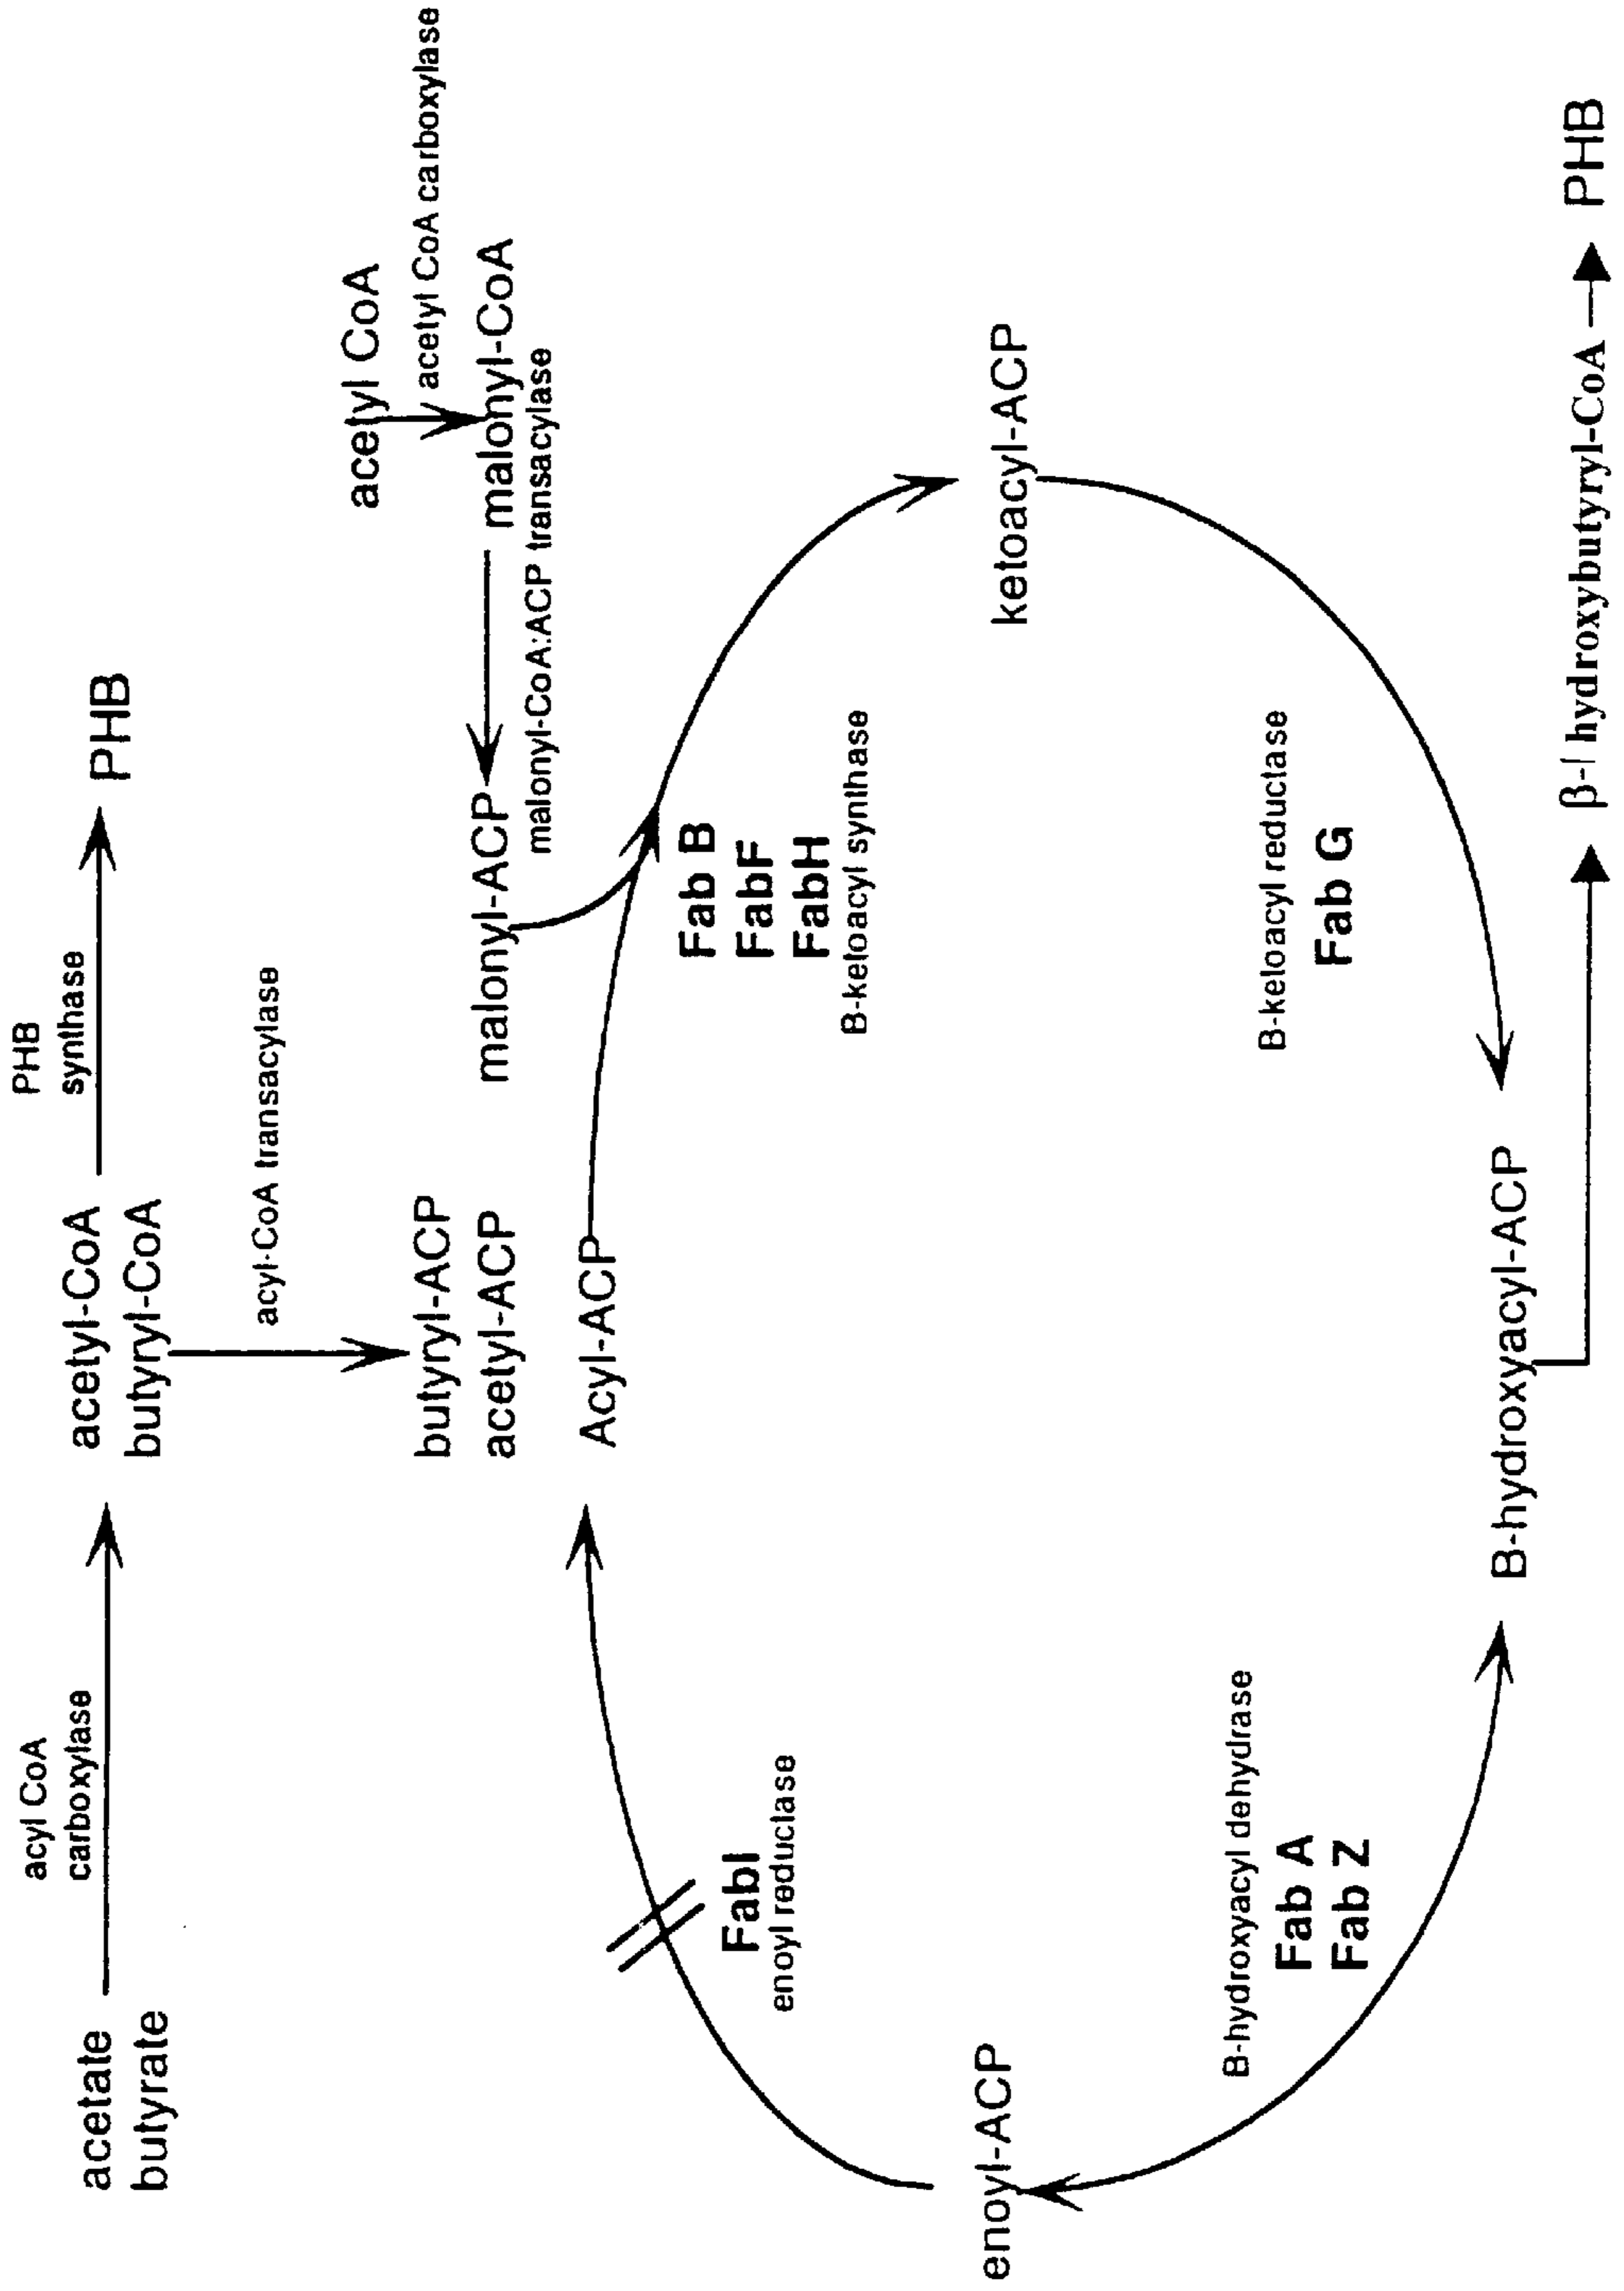 acyl CoA
carboxylase
PHB
synthase
acetate
butyrate
acetyl-CoA
butyryl-CoA
PHB
acyl-CoA transacylase
acetyl CoA
acetyl CoA carboxylase
butyryl-ACP
acetyl-ACP
malonyl-ACP
malonyl-CoA
malonyl-CoA:ACP transacylase
Acyl-ACP
FabI
enoyl reductase
Fab B
FabF
FabH
B-ketoacyl synthase
enoyl-ACP
ketoacyl-ACP
B-hydroxyacyl dehydrase
Fab A
Fab Z
B-ketoacyl reductase
Fab G
B-hydroxyacyl-ACP
β- hydroxybutyryl-CoA
PHB